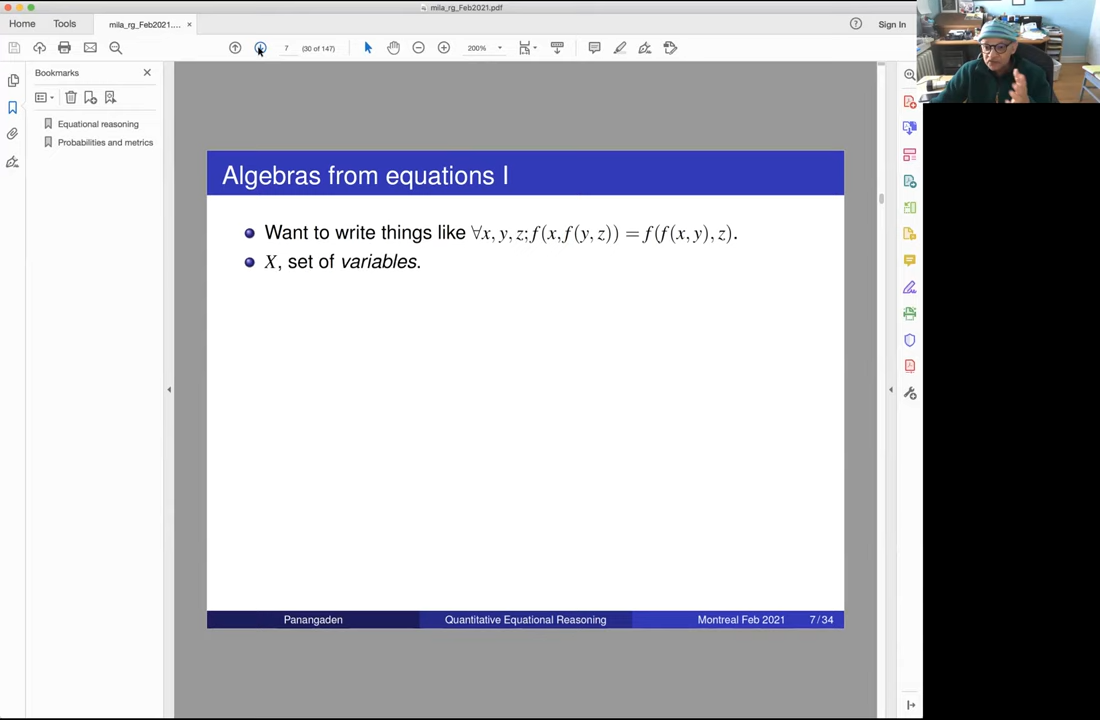 mila_rg_Feb2021.pdf
Home Tools mila_rg_Feb2021.... × Sign In
7 (30 of 147) 200%
Bookmarks
Equational reasoning
Probabilities and metrics
Algebras from equations I
Want to write things like ∀x, y, z; f(x, f(y, z)) = f(f(x, y), z).
X, set of variables.
Panangaden Quantitative Equational Reasoning Montreal Feb 2021 7 / 34